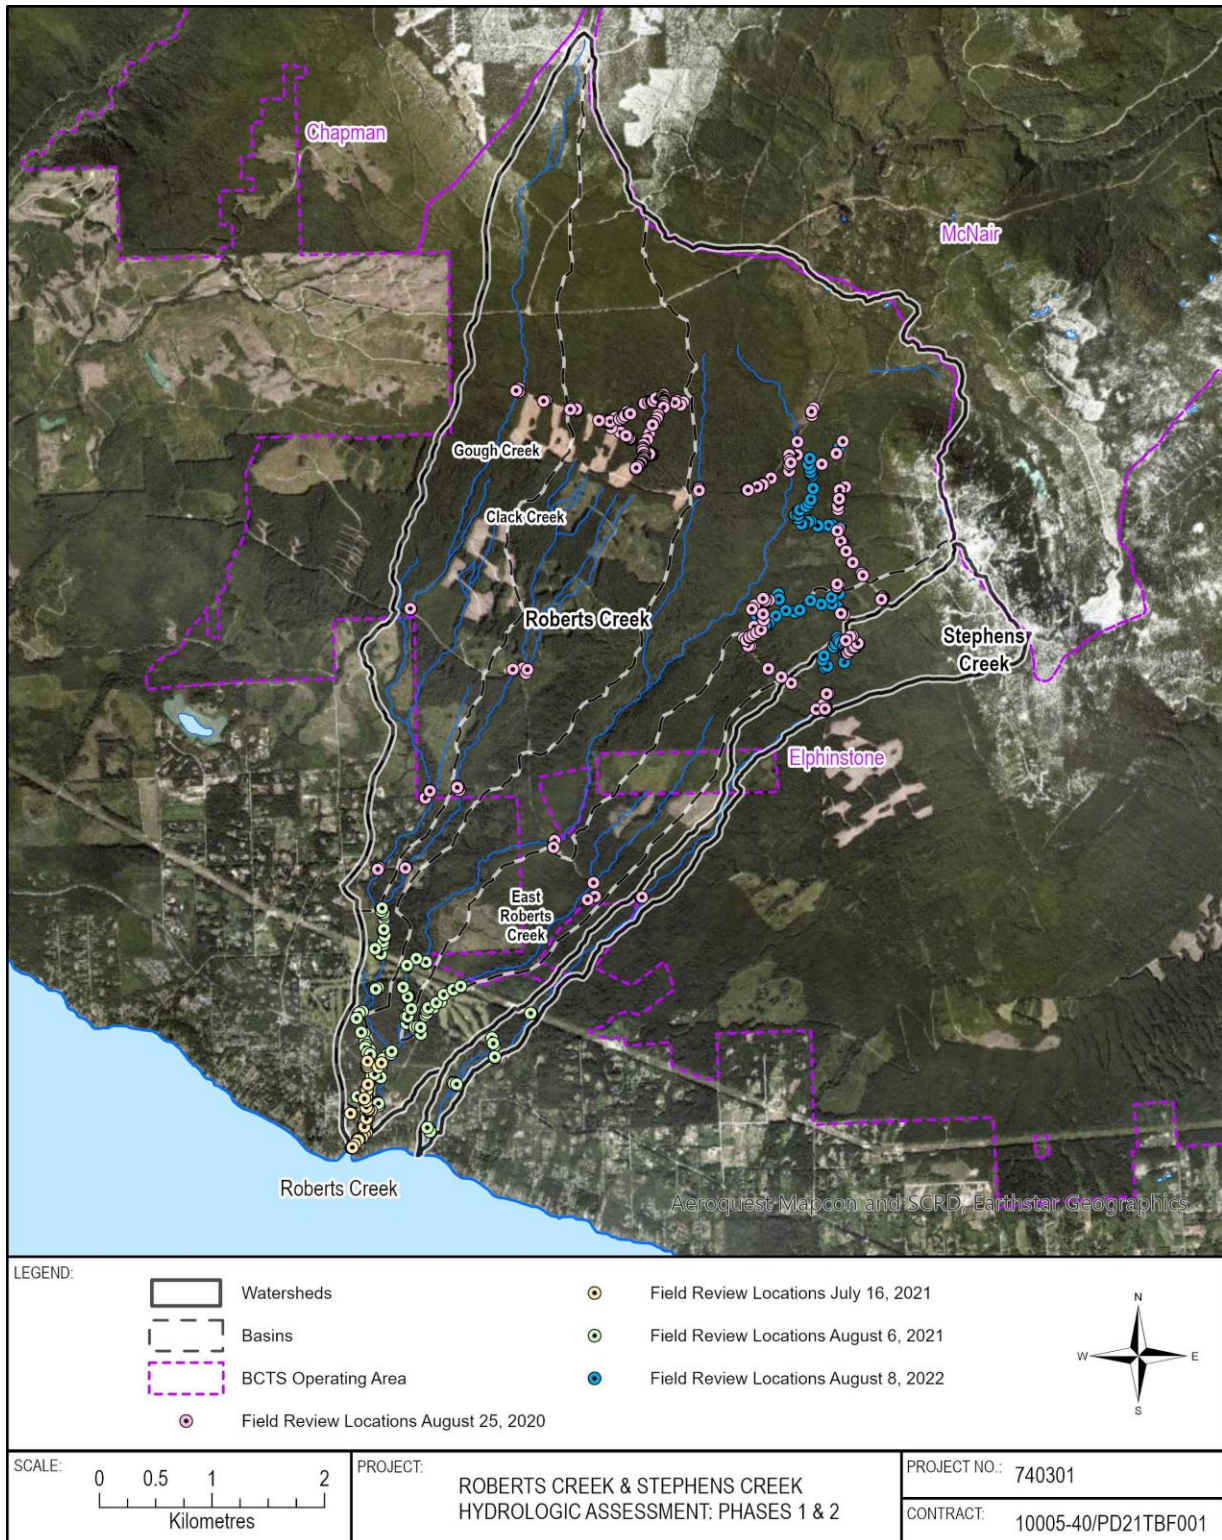 Chapman
McNair
Gough Creek
Clack Creek
Roberts Creek
Stephens
Creek
Elphinstone
East
Roberts
Creek
Roberts Creek
Aeroquest Mapcon and SCRD, Earthstar Geographics
LEGEND:
Watersheds
Basins
BCTS Operating Area
Field Review Locations August 25, 2020
Field Review Locations July 16, 2021
Field Review Locations August 6, 2021
Field Review Locations August 8, 2022
N
W
E
S
SCALE:
0 0.5 1 2
Kilometres
PROJECT:
ROBERTS CREEK & STEPHENS CREEK
HYDROLOGIC ASSESSMENT: PHASES 1 & 2
PROJECT NO.: 740301
CONTRACT: 10005-40/PD21TBF001